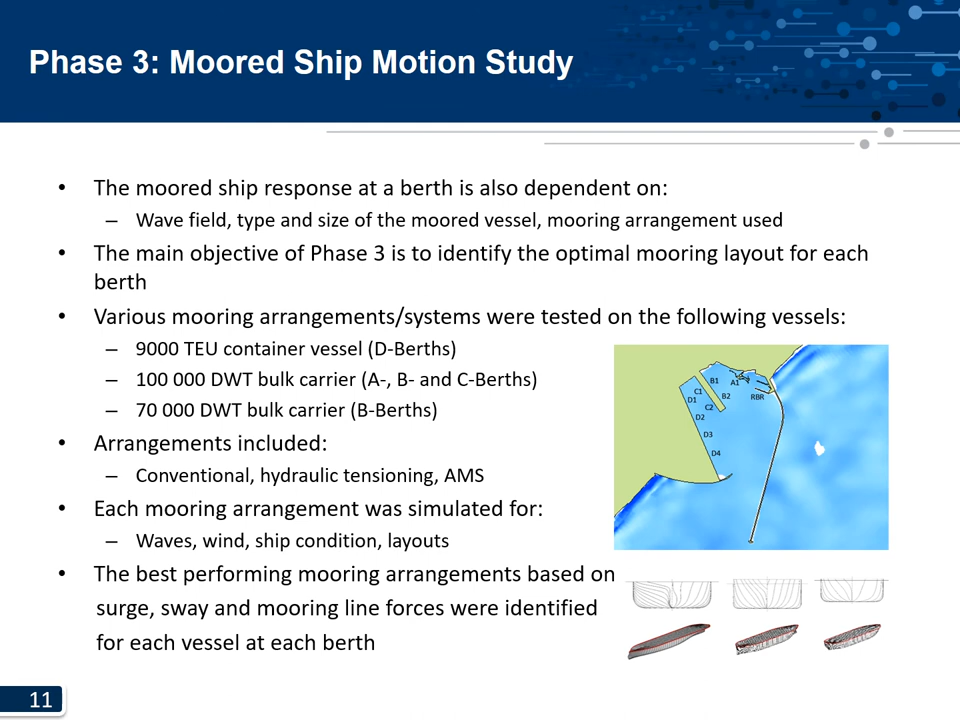 Phase 3: Moored Ship Motion Study
• The moored ship response at a berth is also dependent on:
– Wave field, type and size of the moored vessel, mooring arrangement used
• The main objective of Phase 3 is to identify the optimal mooring layout for each
berth
• Various mooring arrangements/systems were tested on the following vessels:
– 9000 TEU container vessel (D-Berths)
– 100 000 DWT bulk carrier (A-, B- and C-Berths)
– 70 000 DWT bulk carrier (B-Berths)
• Arrangements included:
– Conventional, hydraulic tensioning, AMS
• Each mooring arrangement was simulated for:
– Waves, wind, ship condition, layouts
• The best performing mooring arrangements based on
surge, sway and mooring line forces were identified
for each vessel at each berth
B1
A1
C1
B2
RBR
D1
C2
D2
D3
D4
11